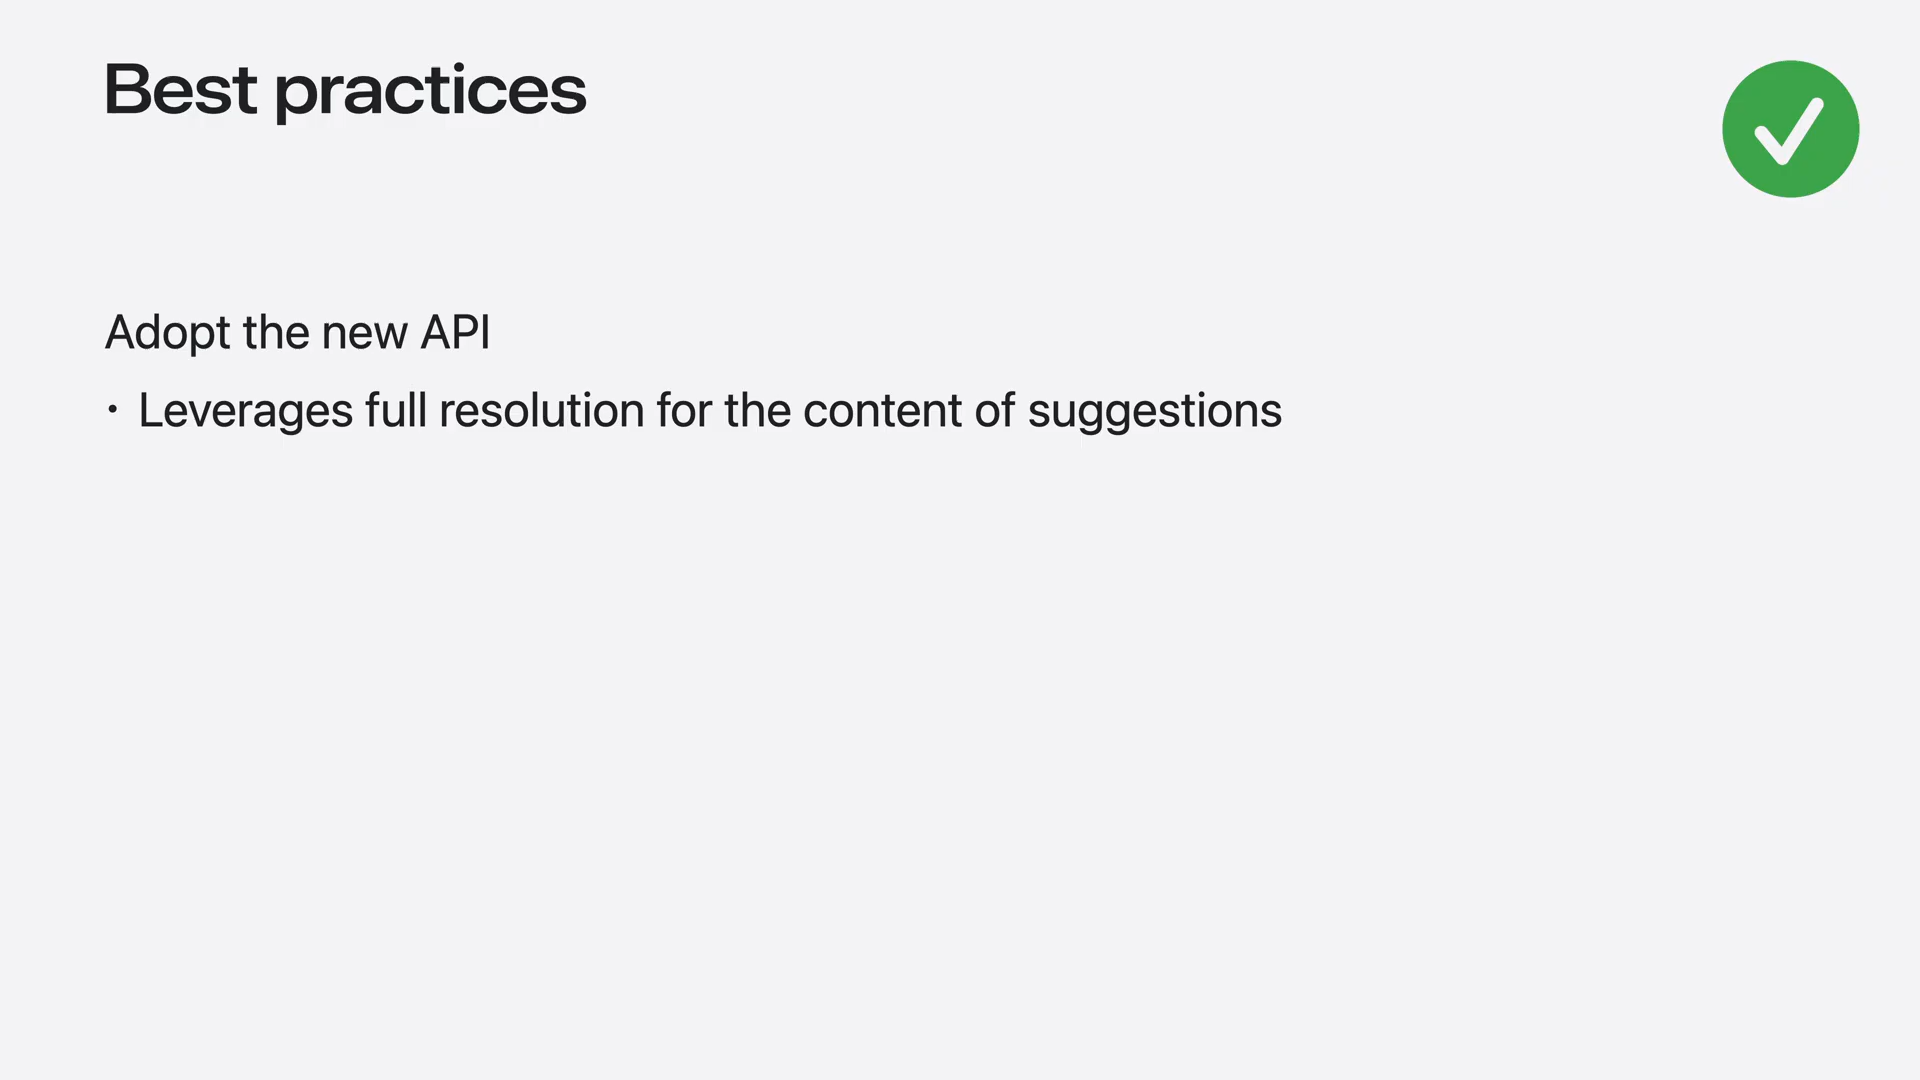 Best practices
Adopt the new API
• Leverages full resolution for the content of suggestions